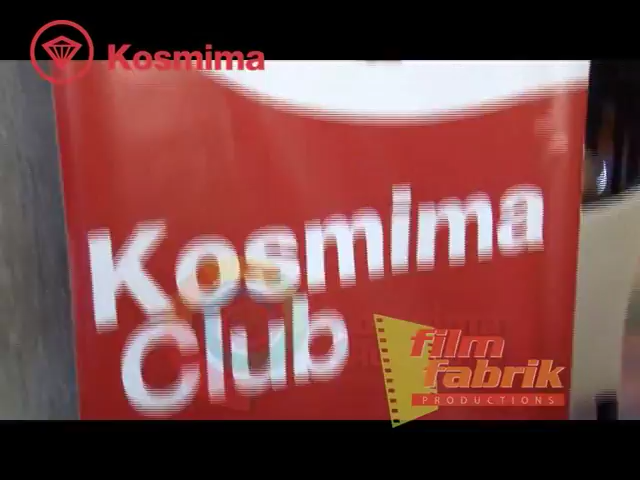 Kosmima
Kosmima
Club
film
fabrik
PRODUCTIONS